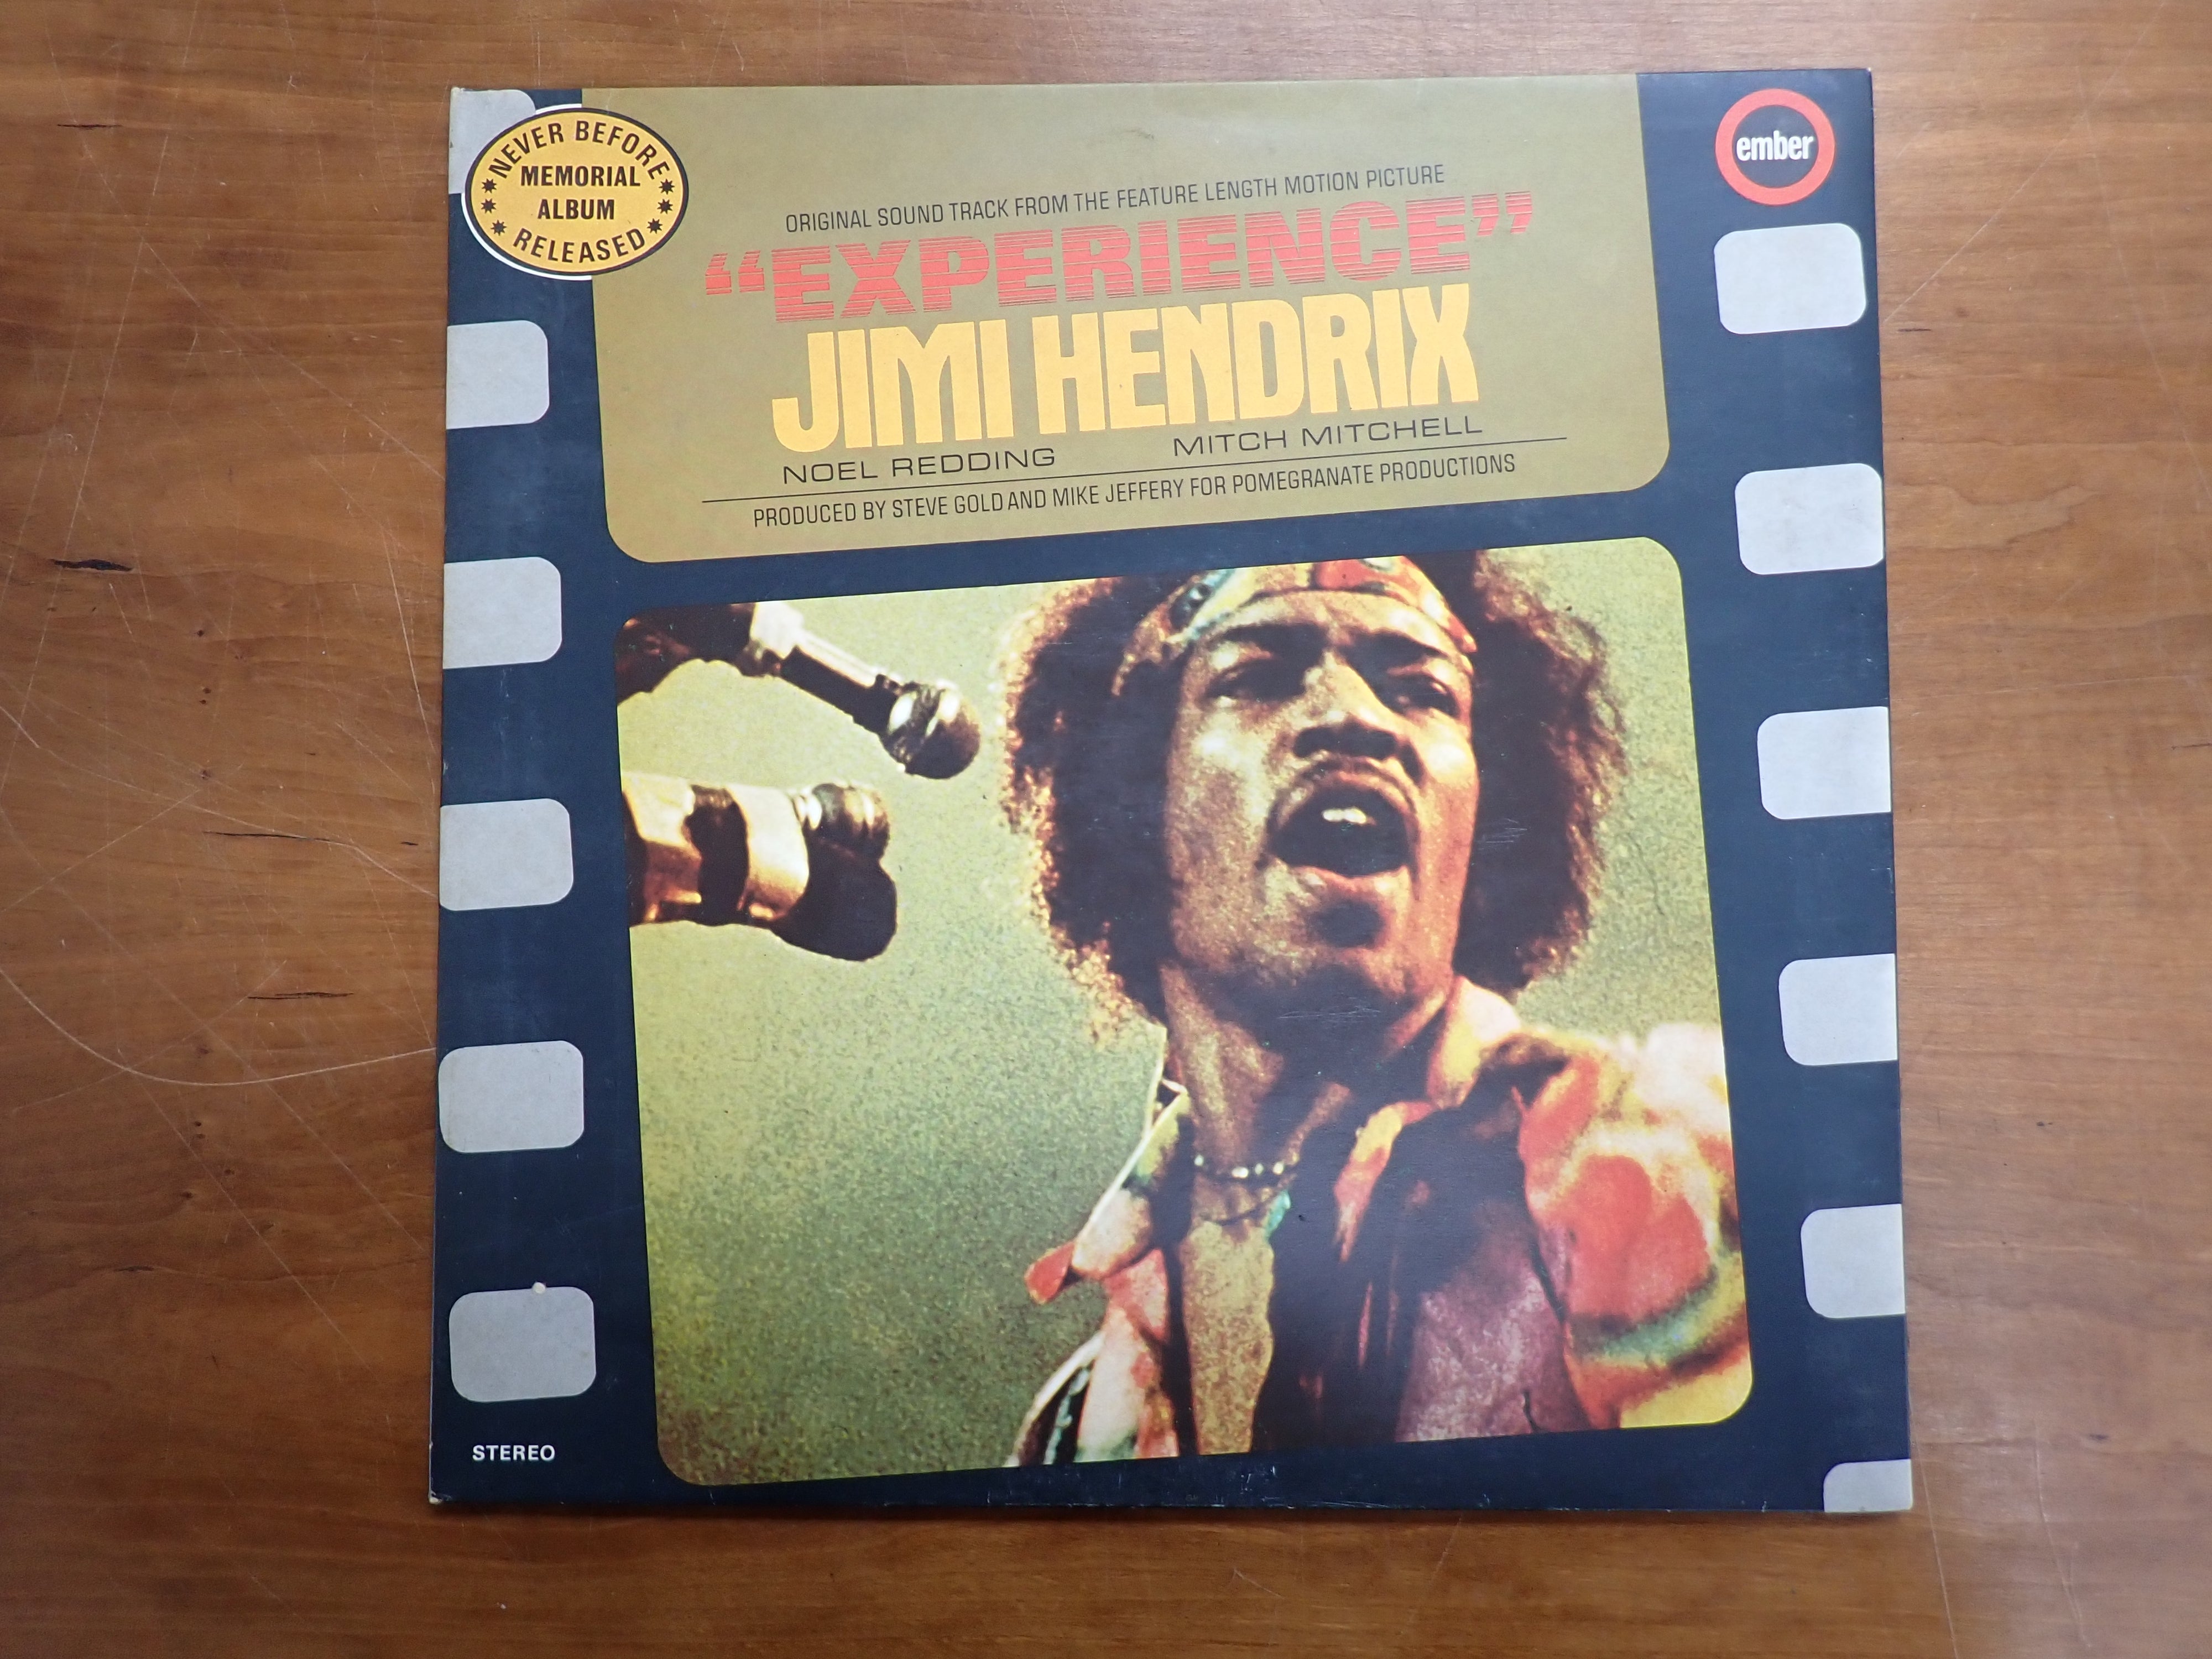 NEVER BEFORE
MEMORIAL
ALBUM
RELEASED
ember
ORIGINAL SOUND TRACK FROM THE FEATURE LENGTH MOTION PICTURE
“EXPERIENCE”
JIMI HENDRIX
NOEL REDDING MITCH MITCHELL
PRODUCED BY STEVE GOLD AND MIKE JEFFERY FOR POMEGRANATE PRODUCTIONS
STEREO